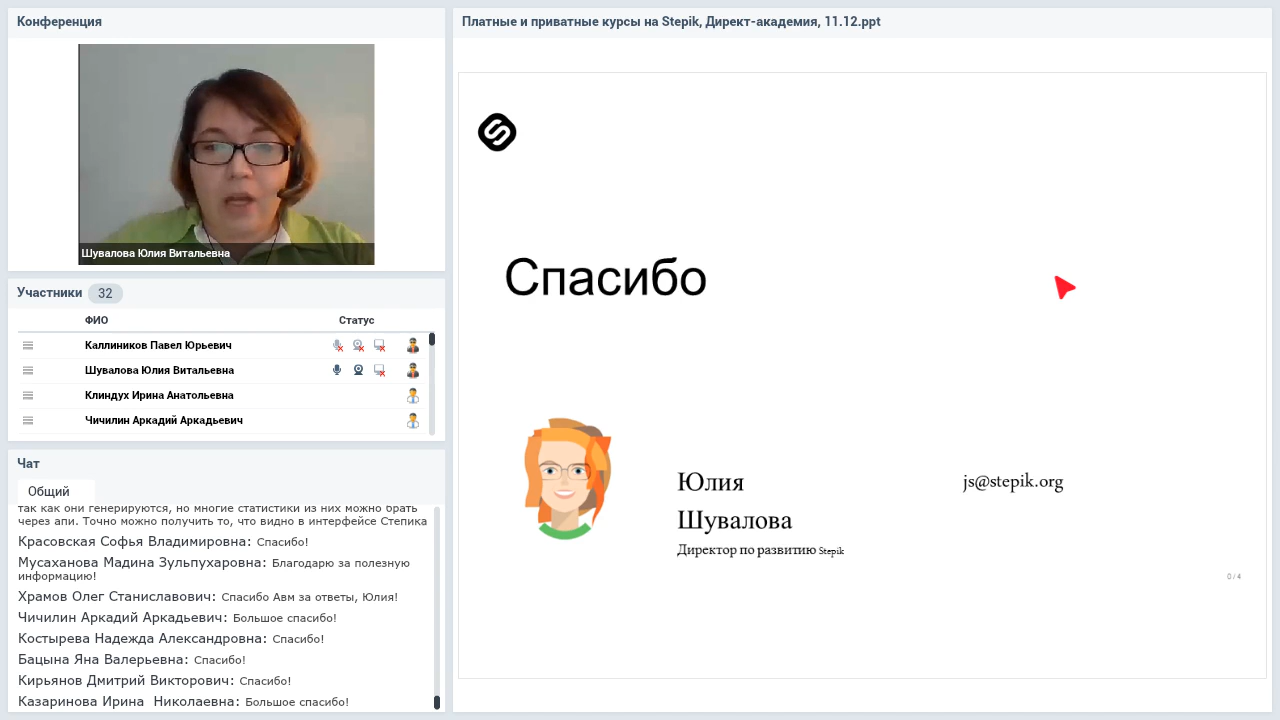 Конференция
Шувалова Юлия Витальевна
Участники 32
ФИО Статус
Каллиников Павел Юрьевич
Шувалова Юлия Витальевна
Клиндух Ирина Анатольевна
Чичилин Аркадий Аркадьевич
Чат
Общий
так как они генерируются, но многие статистики из них можно брать
через апи. Точно можно получить то, что видно в интерфейсе Степика
Красовская Софья Владимировна: Спасибо!
Мусаханова Мадина Зульпухаровна: Благодарю за полезную
информацию!
Храмов Олег Станиславович: Спасибо Авм за ответы, Юлия!
Чичилин Аркадий Аркадьевич: Большое спасибо!
Костырева Надежда Александровна: Спасибо!
Бацына Яна Валерьевна: Спасибо!
Кирьянов Дмитрий Викторович: Спасибо!
Казаринова Ирина  Николаевна: Большое спасибо!
Платные и приватные курсы на Stepik, Директ-академия, 11.12.ppt
Спасибо
Юлия
Шувалова
Директор по развитию Stepik
js@stepik.org
0 / 4